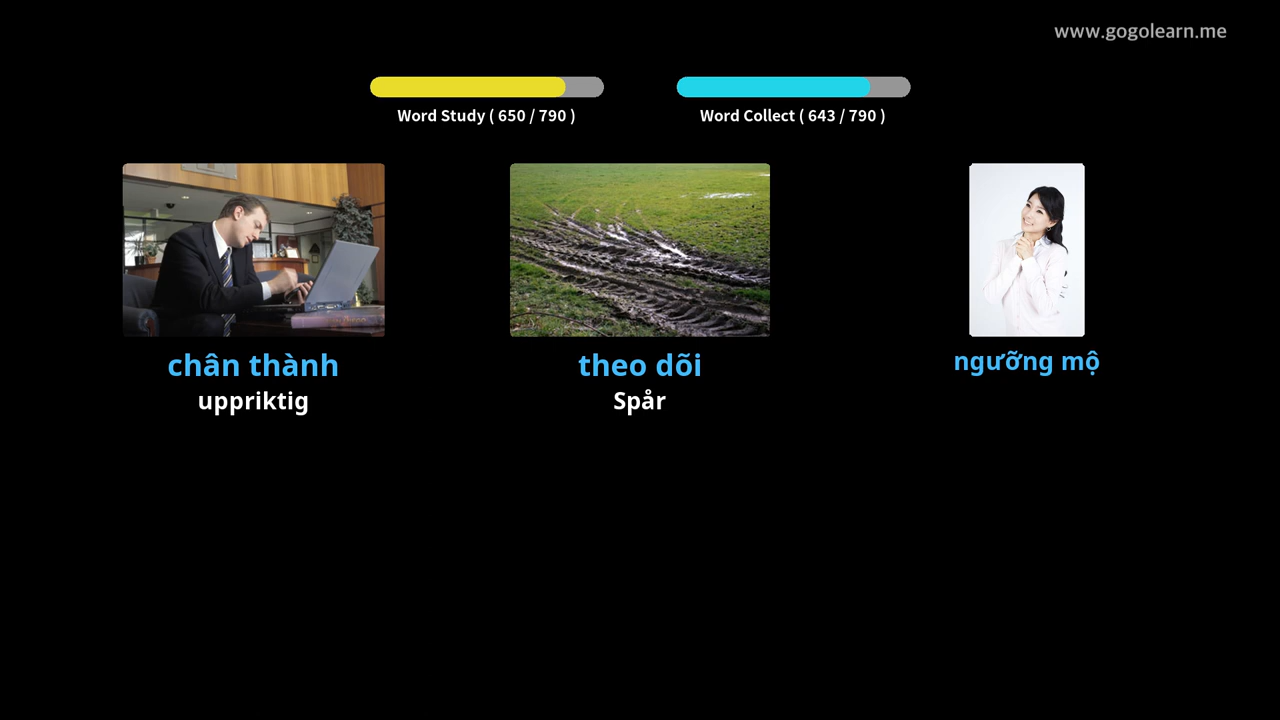 www.gogolearn.me
Word Study ( 650 / 790 )
Word Collect ( 643 / 790 )
chân thành
uppriktig
theo dõi
Spår
ngưỡng mộ